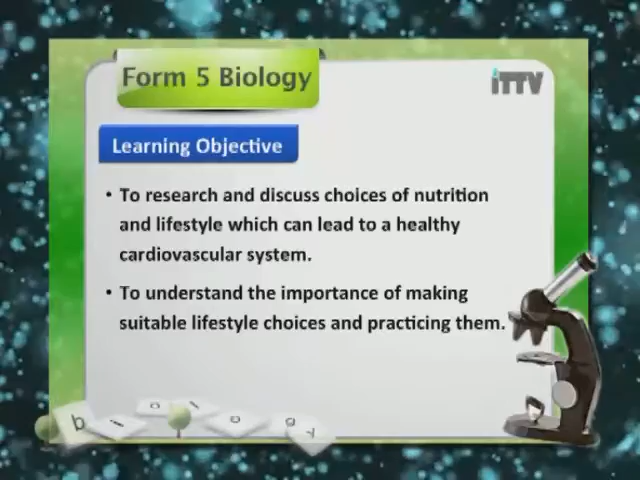 Form 5 Biology
iTTV
Learning Objective
• To research and discuss choices of nutrition
and lifestyle which can lead to a healthy
cardiovascular system.
• To understand the importance of making
suitable lifestyle choices and practicing them.
b i o l o g y